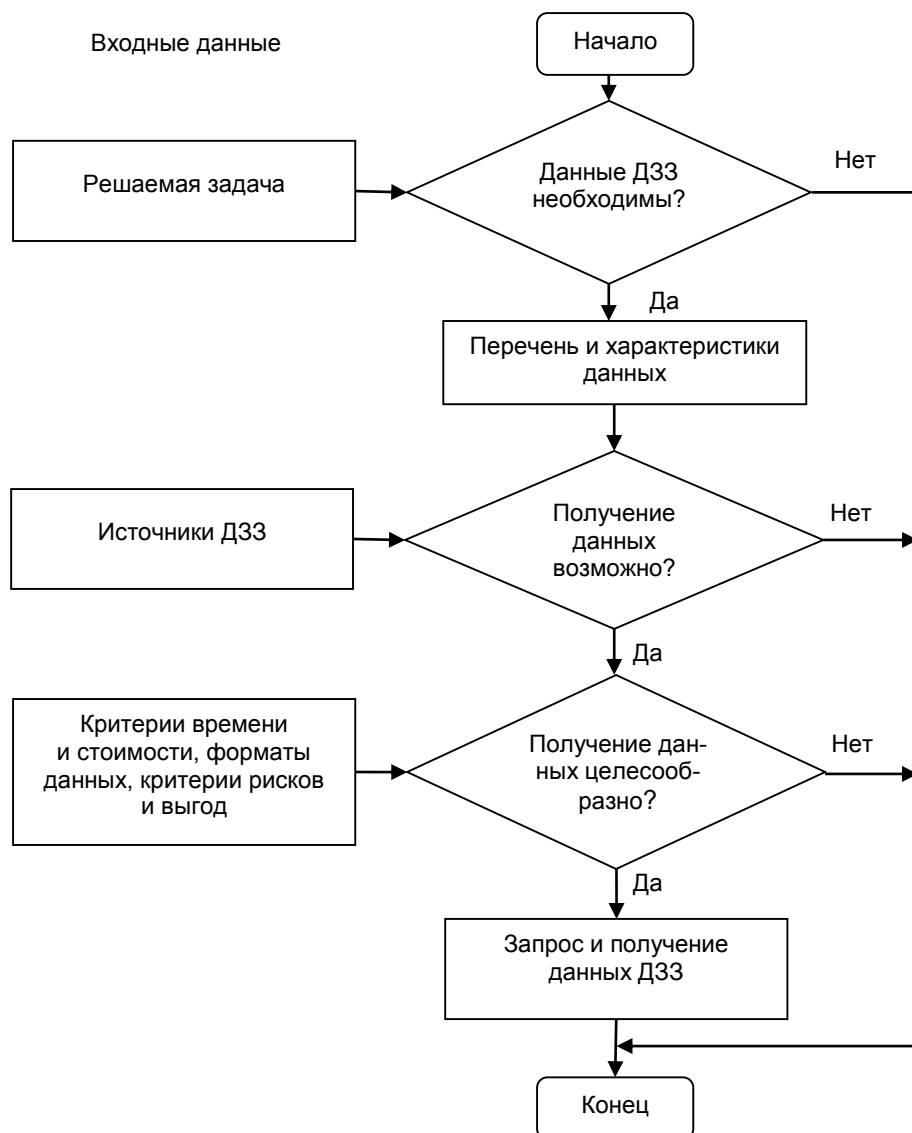 Входные данные
Начало
Решаемая задача
Данные ДЗЗ
необходимы?
Нет
Да
Перечень и характеристики
данных
Источники ДЗЗ
Получение
данных
возможно?
Нет
Да
Критерии времени
и стоимости, форматы
данных, критерии рисков
и выгод
Получение дан-
ных целесооб-
разно?
Нет
Да
Запрос и получение
данных ДЗЗ
Конец